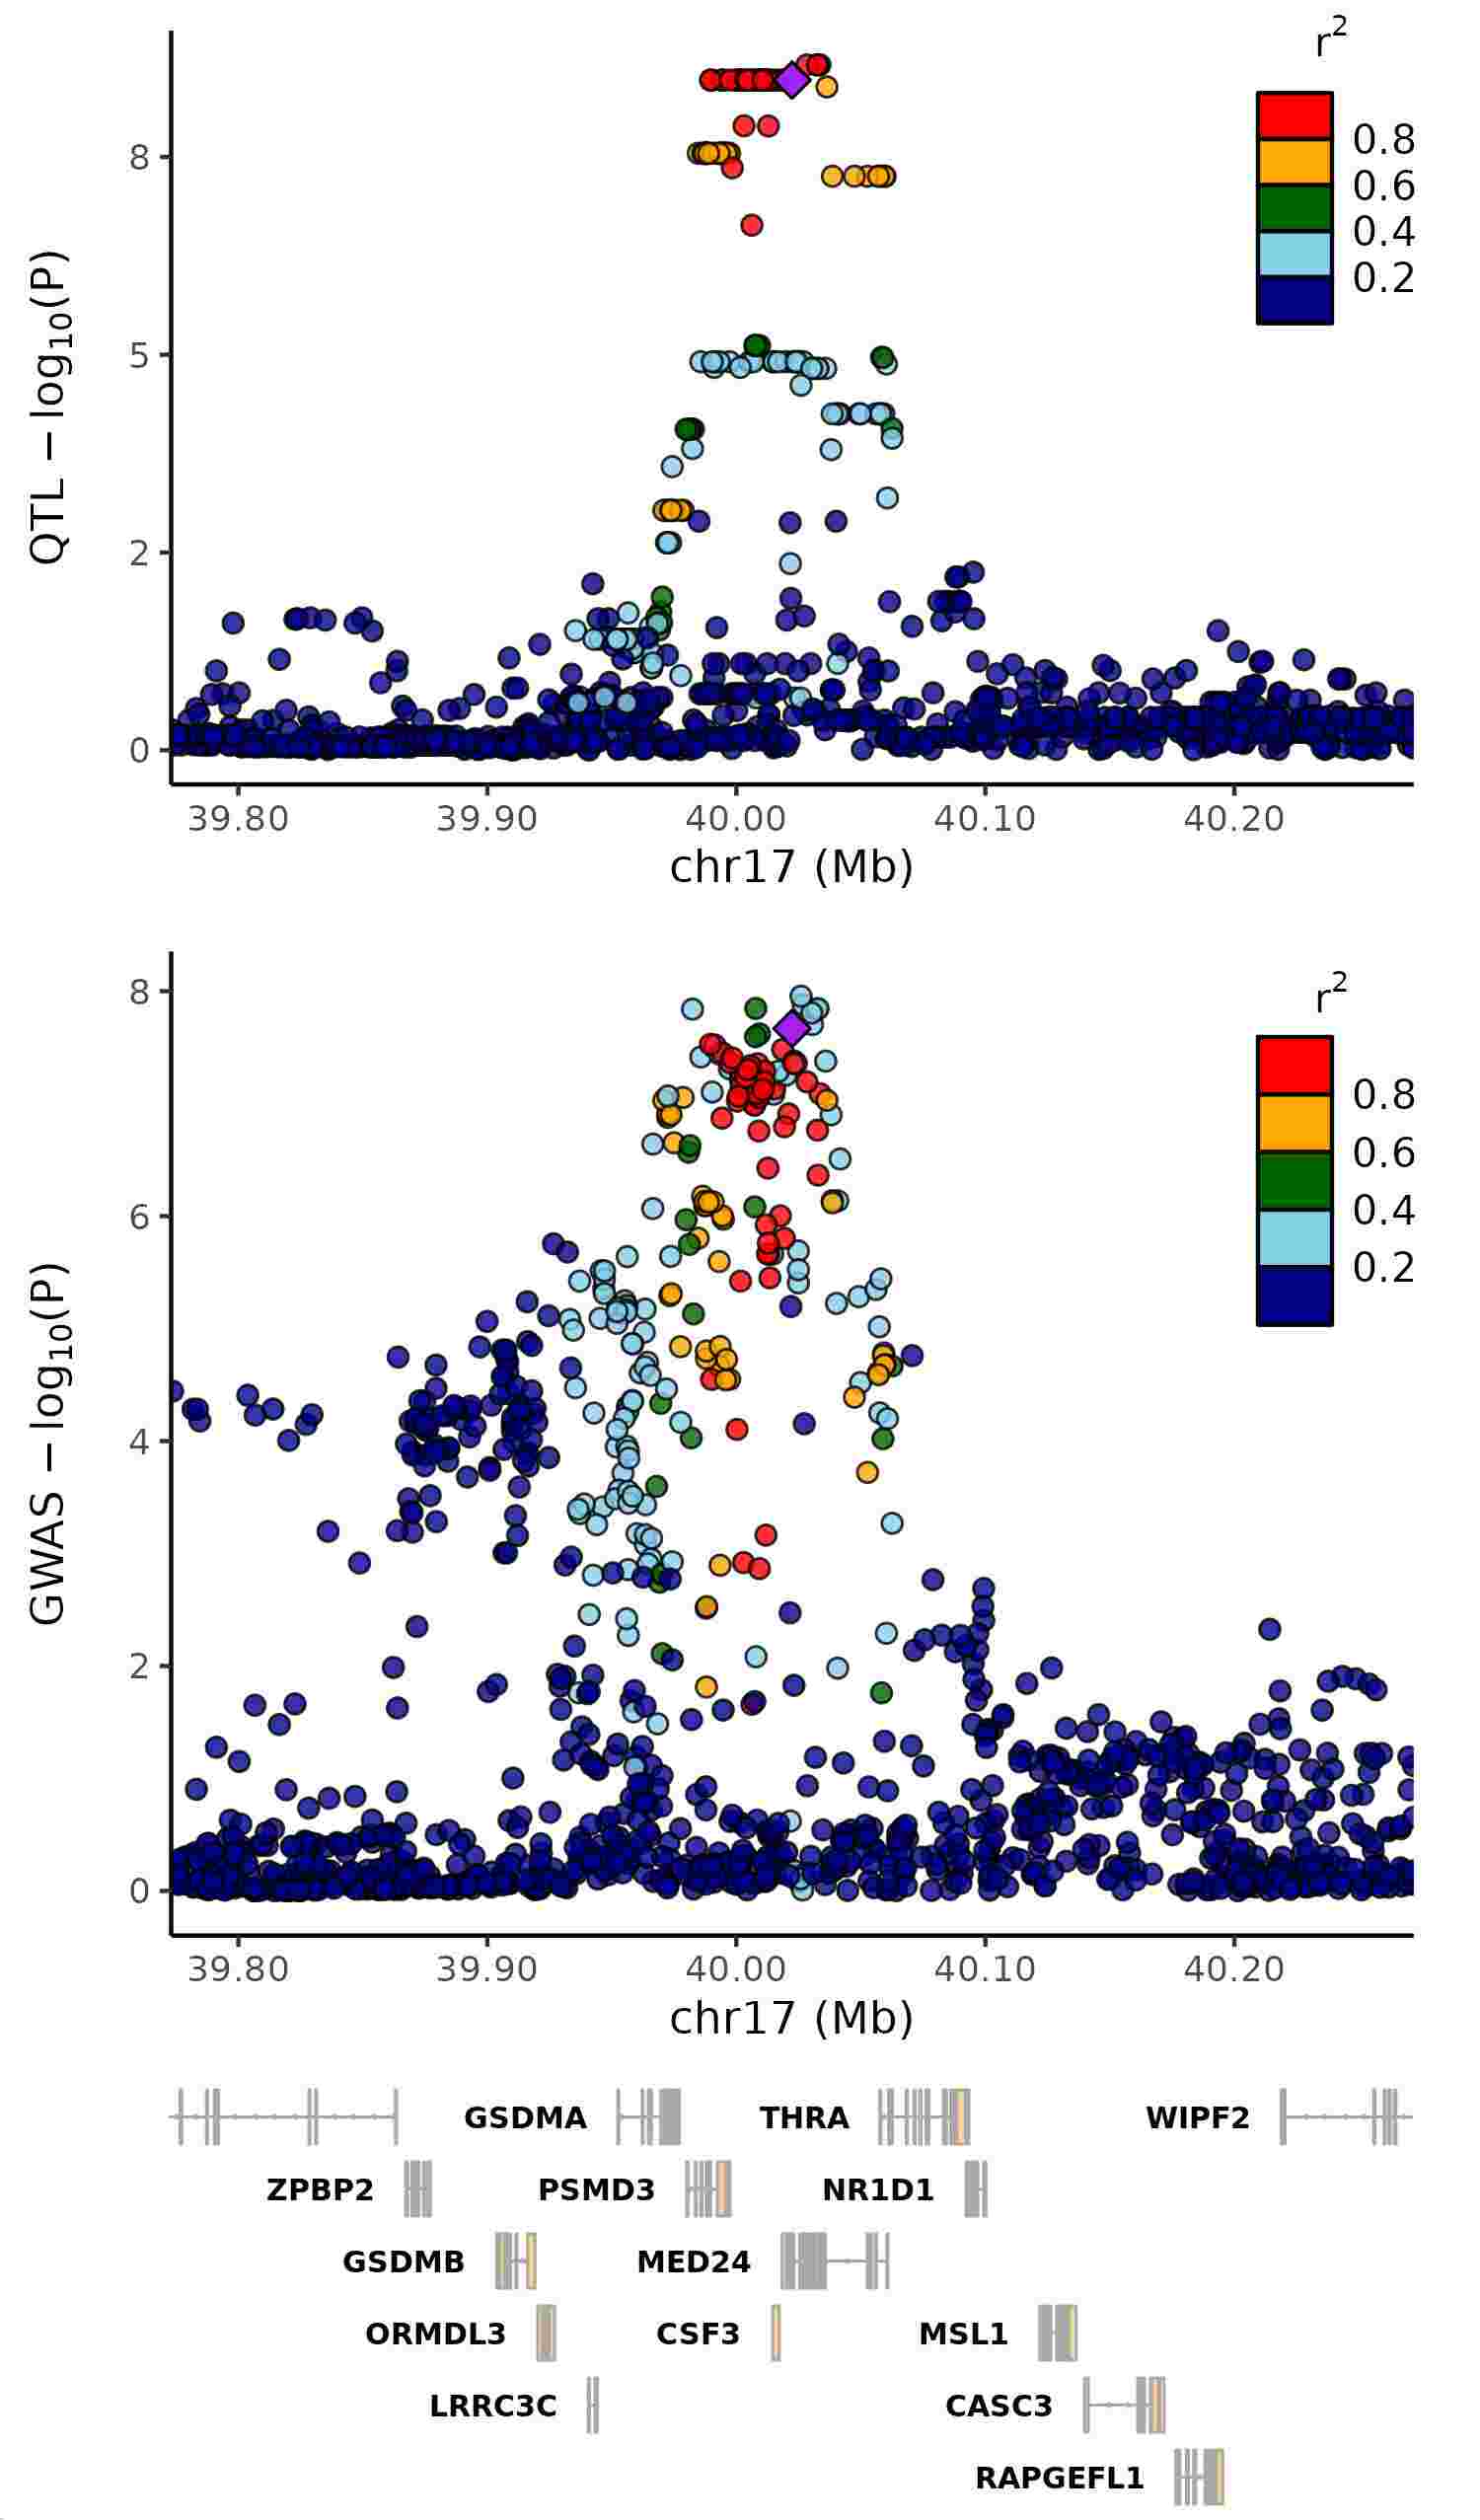 r2
0.8
0.6
0.4
0.2
QTL −log10(P)
8
5
2
0
39.80 39.90 40.00 40.10 40.20
chr17 (Mb)
r2
0.8
0.6
0.4
0.2
GWAS −log10(P)
8
6
4
2
0
39.80 39.90 40.00 40.10 40.20
chr17 (Mb)
GSDMA THRA WIPF2
ZPBP2 PSMD3 NR1D1
GSDMB MED24
ORMDL3 CSF3 MSL1
LRRC3C CASC3
RAPGEFL1